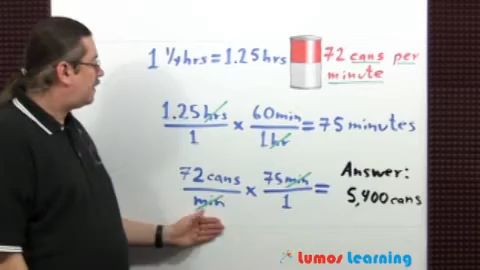 1 1/4 hrs = 1.25 hrs
72 cans per
minute
1.25 hrs/1 × 60 min/1 hr = 75 minutes
72 cans/min × 75 min/1 =
Answer:
5,400 cans
Lumos Learning